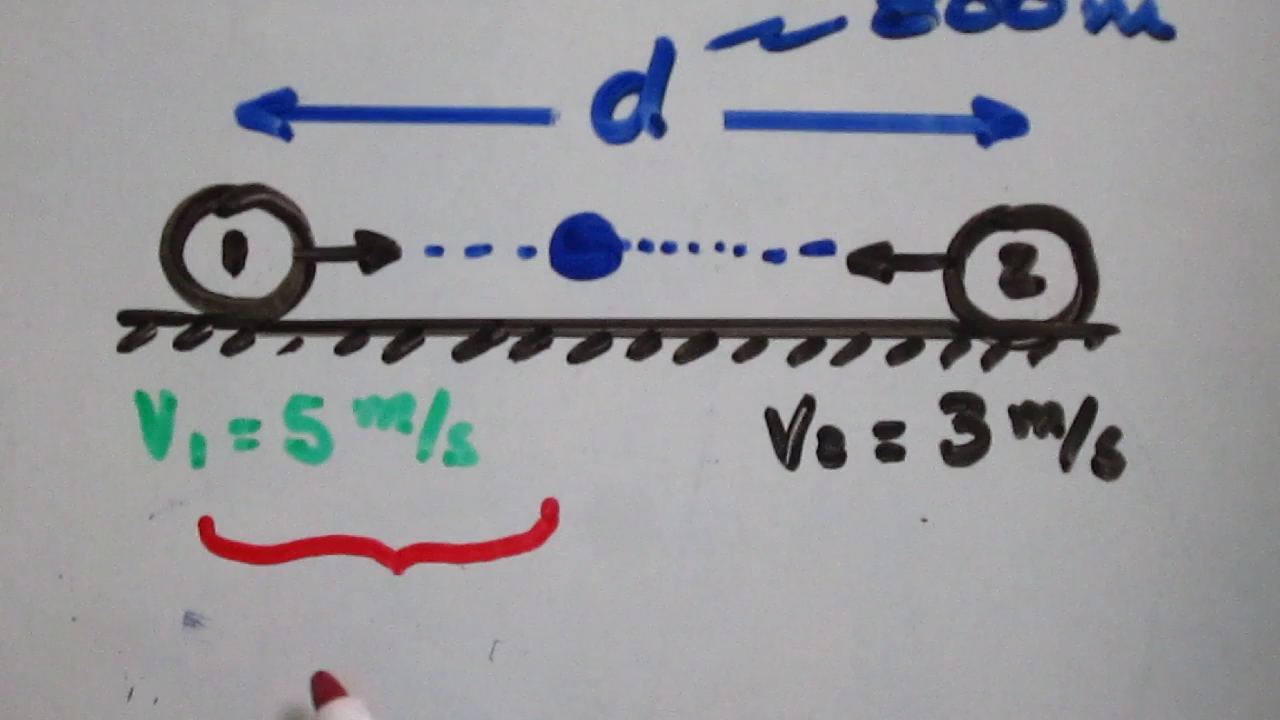 d
1 2
V₁ = 5 m/s V₂ = 3 m/s